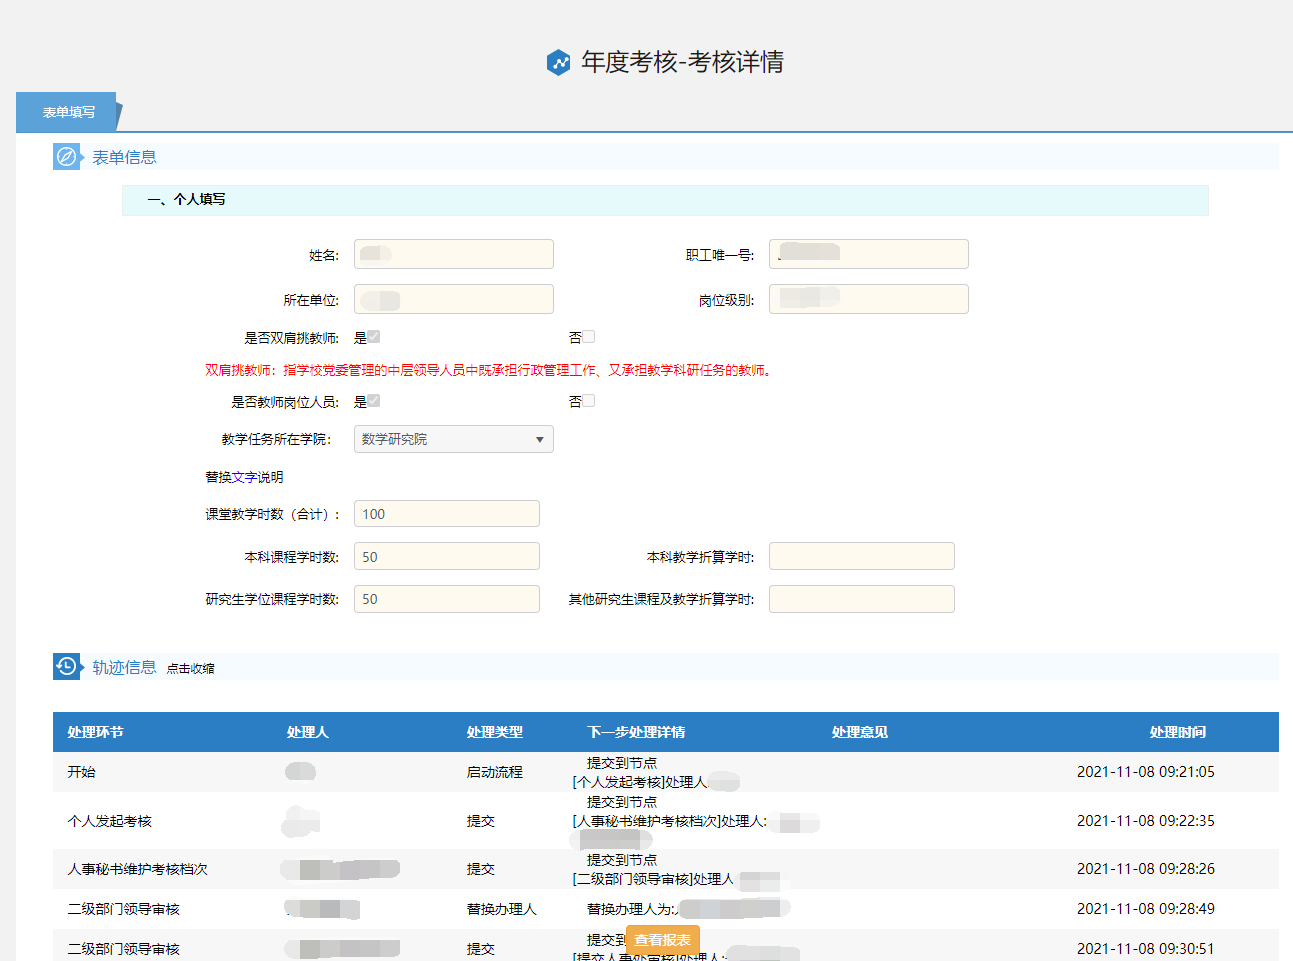 年度考核-考核详情
表单填写
表单信息
一、个人填写
姓名: 职工唯一号:
所在单位: 岗位级别:
是否双肩挑教师: 是 否
双肩挑教师：指学校党委管理的中层领导人员中既承担行政管理工作、又承担教学科研任务的教师。
是否教师岗位人员: 是 否
教学任务所在学院： 数学研究院
替换文字说明
课堂教学时数（合计）: 100
本科课程学时数: 50 本科教学折算学时:
研究生学位课程学时数: 50 其他研究生课程及教学折算学时:
轨迹信息 点击收缩
处理环节 处理人 处理类型 下一步处理详情 处理意见 处理时间
开始 启动流程 提交到节点 [个人发起考核]处理人 2021-11-08 09:21:05
个人发起考核 提交 提交到节点 [人事秘书维护考核档次]处理人: 2021-11-08 09:22:35
人事秘书维护考核档次 提交 提交到节点 [二级部门领导审核]处理人 2021-11-08 09:28:26
二级部门领导审核 替换办理人 替换办理人为: 2021-11-08 09:28:49
二级部门领导审核 提交 提交到 [提交人事处审核]处理人: 2021-11-08 09:30:51
查看报表